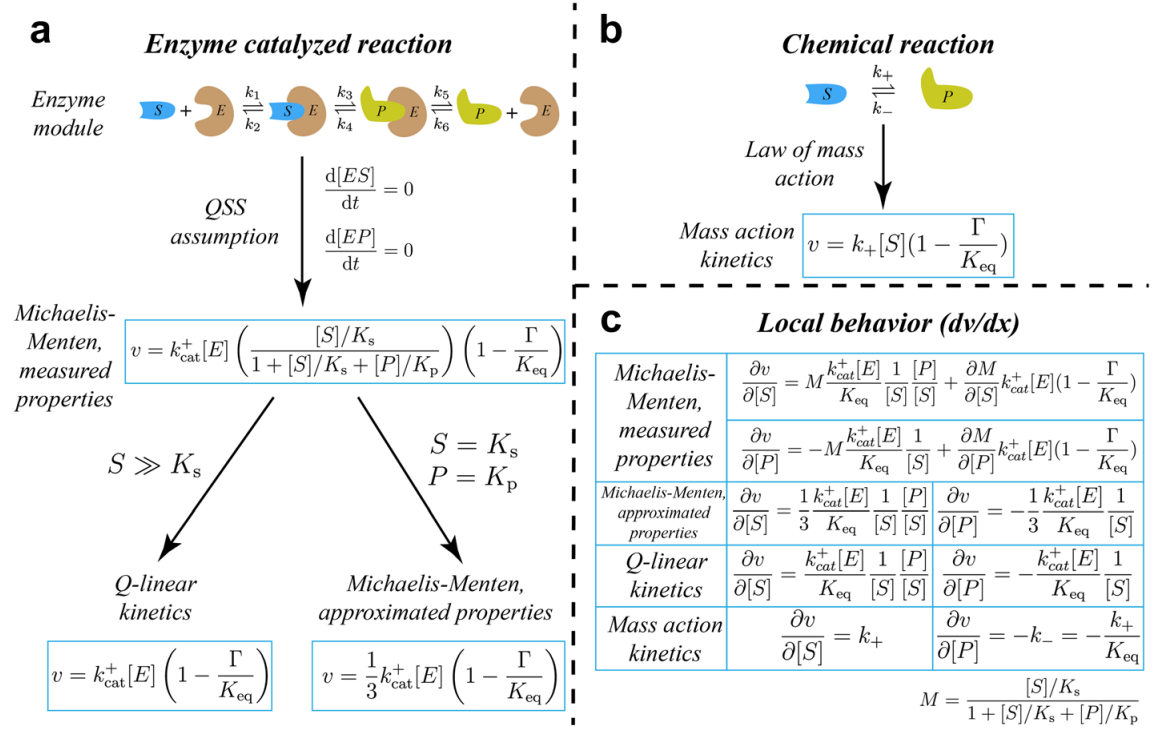 a
Enzyme catalyzed reaction
Enzyme
module
S + E k₁ ⇌ k₂ S E k₃ ⇌ k₄ P E k₅ ⇌ k₆ P + E
QSS
assumption
d[ES]/dt = 0
d[EP]/dt = 0
Michaelis-
Menten,
measured
properties
v = k⁺cat[E] ( [S]/Ks / (1 + [S]/Ks + [P]/Kp) ) (1 − Γ/Keq)
S ≫ Ks
S = Ks
P = Kp
Q-linear
kinetics
v = k⁺cat[E] (1 − Γ/Keq)
Michaelis-Menten,
approximated properties
v = 1/3 k⁺cat[E] (1 − Γ/Keq)
b
Chemical reaction
S k₊ ⇌ k₋ P
Law of mass
action
Mass action
kinetics
v = k₊[S](1 − Γ/Keq)
c
Local behavior (dv/dx)
Michaelis-
Menten,
measured
properties
∂v/∂[S] = M k⁺cat[E]/Keq 1/[S] [P]/[S] + ∂M/∂[S] k⁺cat[E](1 − Γ/Keq)
∂v/∂[P] = −M k⁺cat[E]/Keq 1/[S] + ∂M/∂[P] k⁺cat[E](1 − Γ/Keq)
Michaelis-Menten,
approximated
properties
∂v/∂[S] = 1/3 k⁺cat[E]/Keq 1/[S] [P]/[S]
∂v/∂[P] = −1/3 k⁺cat[E]/Keq 1/[S]
Q-linear
kinetics
∂v/∂[S] = k⁺cat[E]/Keq 1/[S] [P]/[S]
∂v/∂[P] = −k⁺cat[E]/Keq 1/[S]
Mass action
kinetics
∂v/∂[S] = k₊
∂v/∂[P] = −k₋ = −k₊/Keq
M = [S]/Ks / (1 + [S]/Ks + [P]/Kp)